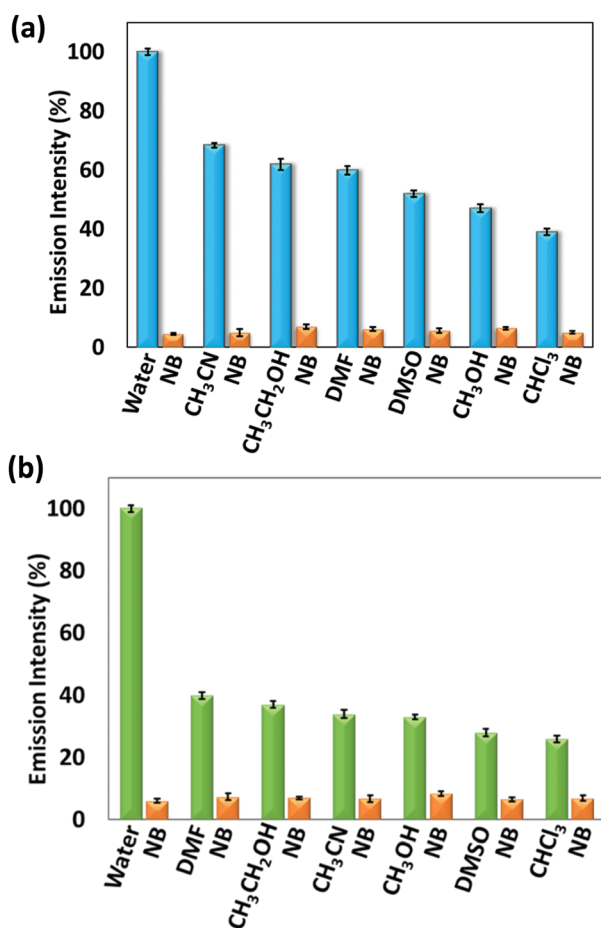 (a)
Emission Intensity (%)
100
80
60
40
20
0
Water
NB
CH₃CN
NB
CH₃CH₂OH
NB
DMF
NB
DMSO
NB
CH₃OH
NB
CHCl₃
NB
(b)
Emission Intensity (%)
100
80
60
40
20
0
Water
NB
DMF
NB
CH₃CH₂OH
NB
CH₃CN
NB
CH₃OH
NB
DMSO
NB
CHCl₃
NB